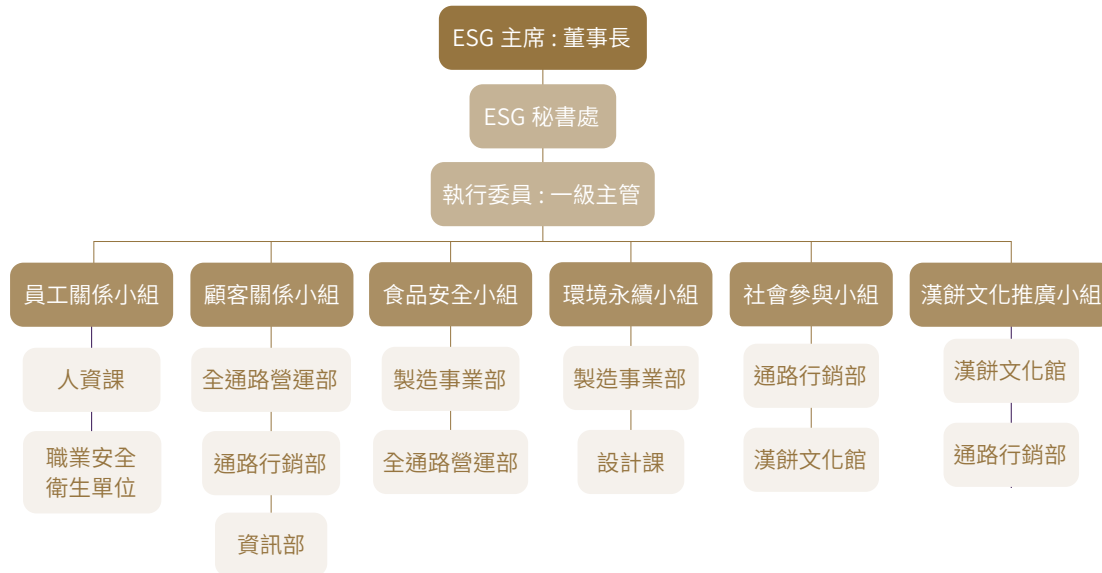 ESG 主席 : 董事長
ESG 秘書處
執行委員 : 一級主管
員工關係小組
顧客關係小組
食品安全小組
環境永續小組
社會參與小組
漢餅文化推廣小組
人資課
全通路營運部
製造事業部
製造事業部
通路行銷部
漢餅文化館
職業安全
衛生單位
通路行銷部
全通路營運部
設計課
漢餅文化館
通路行銷部
資訊部